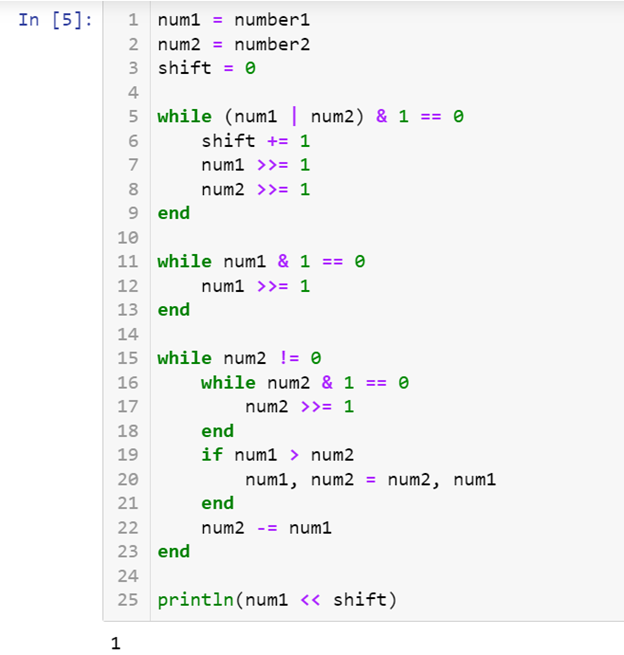 In [5]:
1 num1 = number1
2 num2 = number2
3 shift = 0
4
5 while (num1 | num2) & 1 == 0
6     shift += 1
7     num1 >>= 1
8     num2 >>= 1
9 end
10
11 while num1 & 1 == 0
12     num1 >>= 1
13 end
14
15 while num2 != 0
16     while num2 & 1 == 0
17         num2 >>= 1
18     end
19     if num1 > num2
20         num1, num2 = num2, num1
21     end
22     num2 -= num1
23 end
24
25 println(num1 << shift)
1